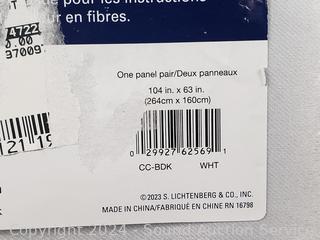 pour les instructions
ur en fibres.
4722
0.00
37009
One panel pair/Deux panneaux
104 in. x 63 in.
(264cm x 160cm)
121 19
0 29927 62569 1
CC-BDK WHT
©2023 S. LICHTENBERG & CO., INC.
MADE IN CHINA/FABRIQUÉ EN CHINE RN 16798
Copyright 2024 - Sound Auction Service